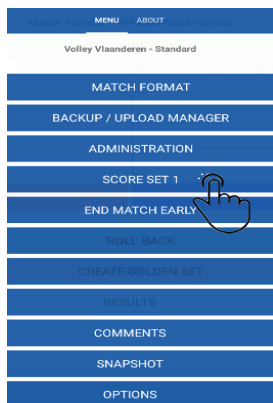 MENU ABOUT
Volley Vlaanderen - Standard
MATCH FORMAT
BACKUP / UPLOAD MANAGER
ADMINISTRATION
SCORE SET 1
END MATCH EARLY
ROLL BACK
CREATE GOLDEN SET
RESULTS
COMMENTS
SNAPSHOT
OPTIONS